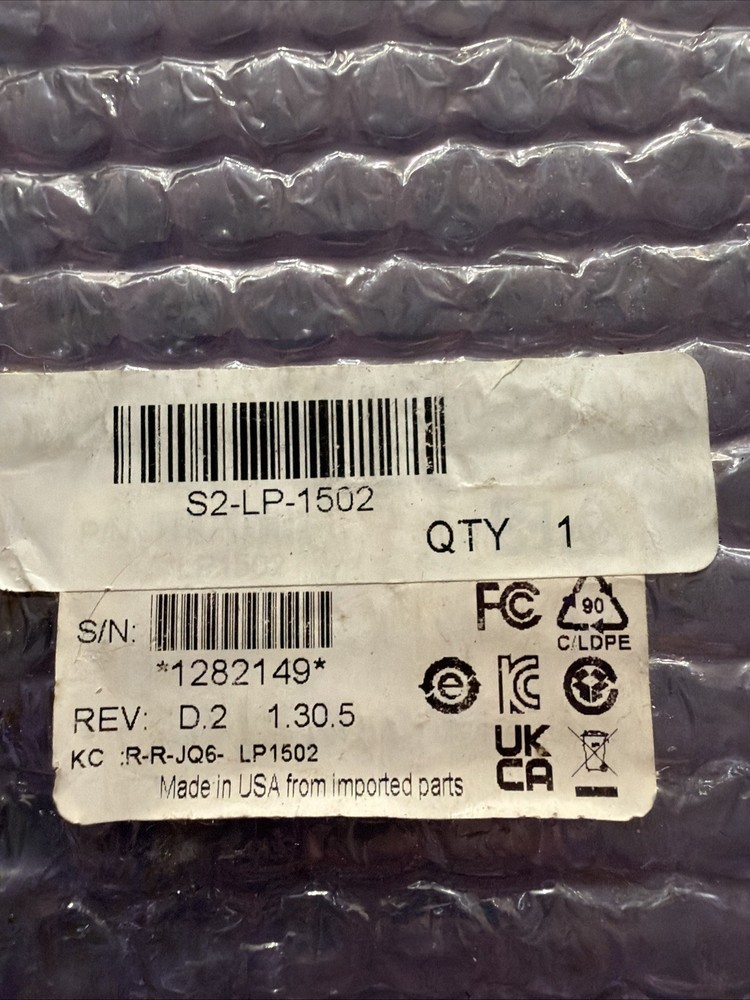 S2-LP-1502
QTY 1
S/N:
*1282149*
REV: D.2 1.30.5
KC :R-R-JQ6- LP1502
Made in USA from imported parts
FC
90
C/LDPE
e
KC
UK
CA